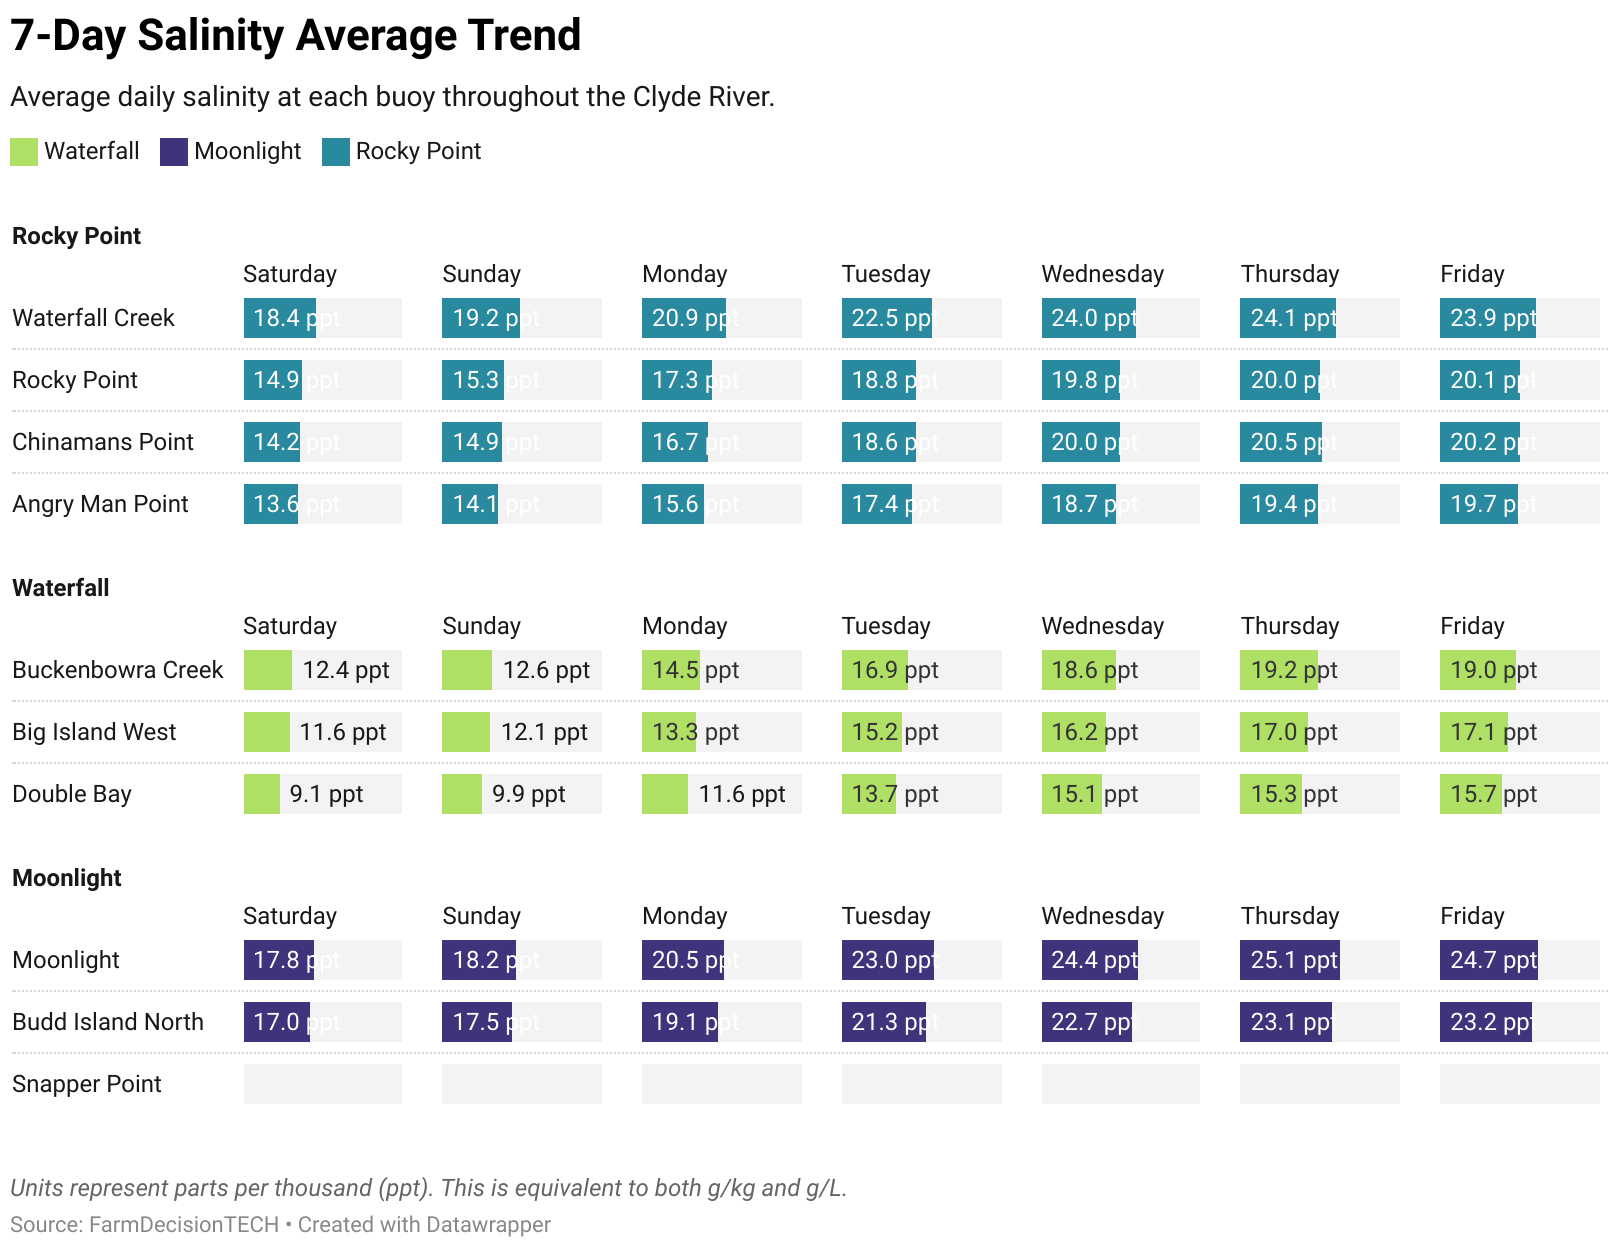 7-Day Salinity Average Trend
Average daily salinity at each buoy throughout the Clyde River.
Waterfall Moonlight Rocky Point
Rocky Point
Saturday Sunday Monday Tuesday Wednesday Thursday Friday
Waterfall Creek 18.4 ppt 19.2 ppt 20.9 ppt 22.5 ppt 24.0 ppt 24.1 ppt 23.9 ppt
Rocky Point 14.9 ppt 15.3 ppt 17.3 ppt 18.8 ppt 19.8 ppt 20.0 ppt 20.1 ppt
Chinamans Point 14.2 ppt 14.9 ppt 16.7 ppt 18.6 ppt 20.0 ppt 20.5 ppt 20.2 ppt
Angry Man Point 13.6 ppt 14.1 ppt 15.6 ppt 17.4 ppt 18.7 ppt 19.4 ppt 19.7 ppt
Waterfall
Saturday Sunday Monday Tuesday Wednesday Thursday Friday
Buckenbowra Creek 12.4 ppt 12.6 ppt 14.5 ppt 16.9 ppt 18.6 ppt 19.2 ppt 19.0 ppt
Big Island West 11.6 ppt 12.1 ppt 13.3 ppt 15.2 ppt 16.2 ppt 17.0 ppt 17.1 ppt
Double Bay 9.1 ppt 9.9 ppt 11.6 ppt 13.7 ppt 15.1 ppt 15.3 ppt 15.7 ppt
Moonlight
Saturday Sunday Monday Tuesday Wednesday Thursday Friday
Moonlight 17.8 ppt 18.2 ppt 20.5 ppt 23.0 ppt 24.4 ppt 25.1 ppt 24.7 ppt
Budd Island North 17.0 ppt 17.5 ppt 19.1 ppt 21.3 ppt 22.7 ppt 23.1 ppt 23.2 ppt
Snapper Point
Units represent parts per thousand (ppt). This is equivalent to both g/kg and g/L.
Source: FarmDecisionTECH • Created with Datawrapper